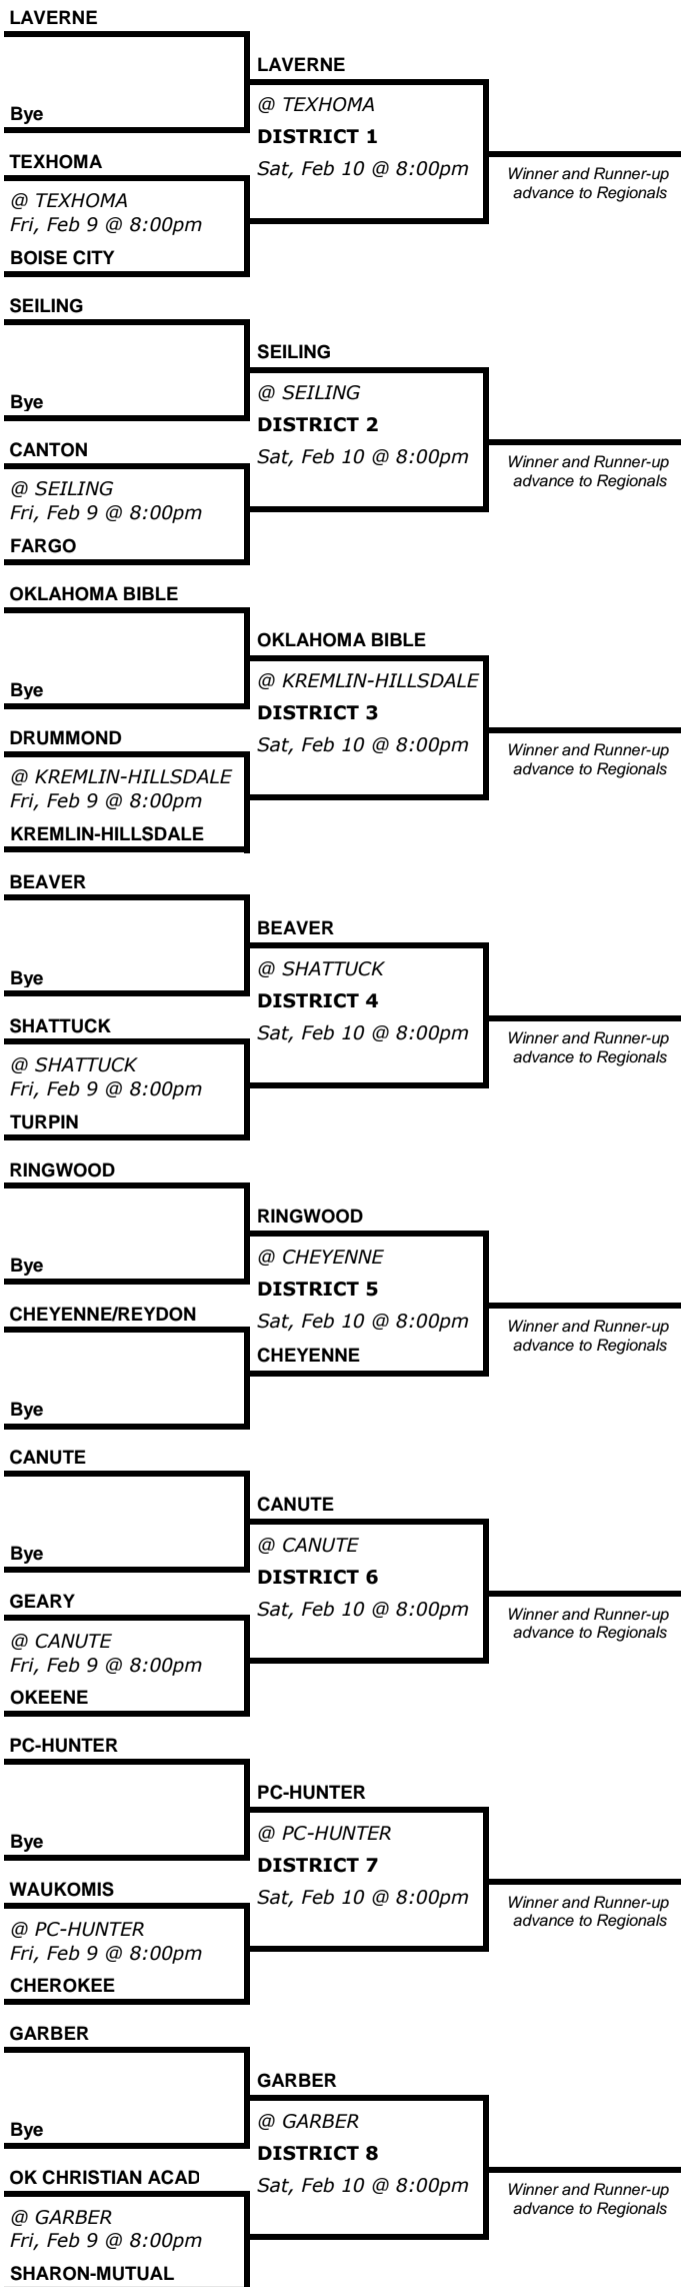 LAVERNE
LAVERNE
@ TEXHOMA
Bye
DISTRICT 1
TEXHOMA
Sat, Feb 10 @ 8:00pm
Winner and Runner-up
advance to Regionals
@ TEXHOMA
Fri, Feb 9 @ 8:00pm
BOISE CITY
SEILING
SEILING
@ SEILING
Bye
DISTRICT 2
CANTON
Sat, Feb 10 @ 8:00pm
Winner and Runner-up
advance to Regionals
@ SEILING
Fri, Feb 9 @ 8:00pm
FARGO
OKLAHOMA BIBLE
OKLAHOMA BIBLE
@ KREMLIN-HILLSDALE
Bye
DISTRICT 3
DRUMMOND
Sat, Feb 10 @ 8:00pm
Winner and Runner-up
advance to Regionals
@ KREMLIN-HILLSDALE
Fri, Feb 9 @ 8:00pm
KREMLIN-HILLSDALE
BEAVER
BEAVER
@ SHATTUCK
Bye
DISTRICT 4
SHATTUCK
Sat, Feb 10 @ 8:00pm
Winner and Runner-up
advance to Regionals
@ SHATTUCK
Fri, Feb 9 @ 8:00pm
TURPIN
RINGWOOD
RINGWOOD
@ CHEYENNE
Bye
DISTRICT 5
CHEYENNE/REYDON
Sat, Feb 10 @ 8:00pm
Winner and Runner-up
advance to Regionals
CHEYENNE
Bye
CANUTE
CANUTE
@ CANUTE
Bye
DISTRICT 6
GEARY
Sat, Feb 10 @ 8:00pm
Winner and Runner-up
advance to Regionals
@ CANUTE
Fri, Feb 9 @ 8:00pm
OKEENE
PC-HUNTER
PC-HUNTER
@ PC-HUNTER
Bye
DISTRICT 7
WAUKOMIS
Sat, Feb 10 @ 8:00pm
Winner and Runner-up
advance to Regionals
@ PC-HUNTER
Fri, Feb 9 @ 8:00pm
CHEROKEE
GARBER
GARBER
@ GARBER
Bye
DISTRICT 8
OK CHRISTIAN ACAD
Sat, Feb 10 @ 8:00pm
Winner and Runner-up
advance to Regionals
@ GARBER
Fri, Feb 9 @ 8:00pm
SHARON-MUTUAL